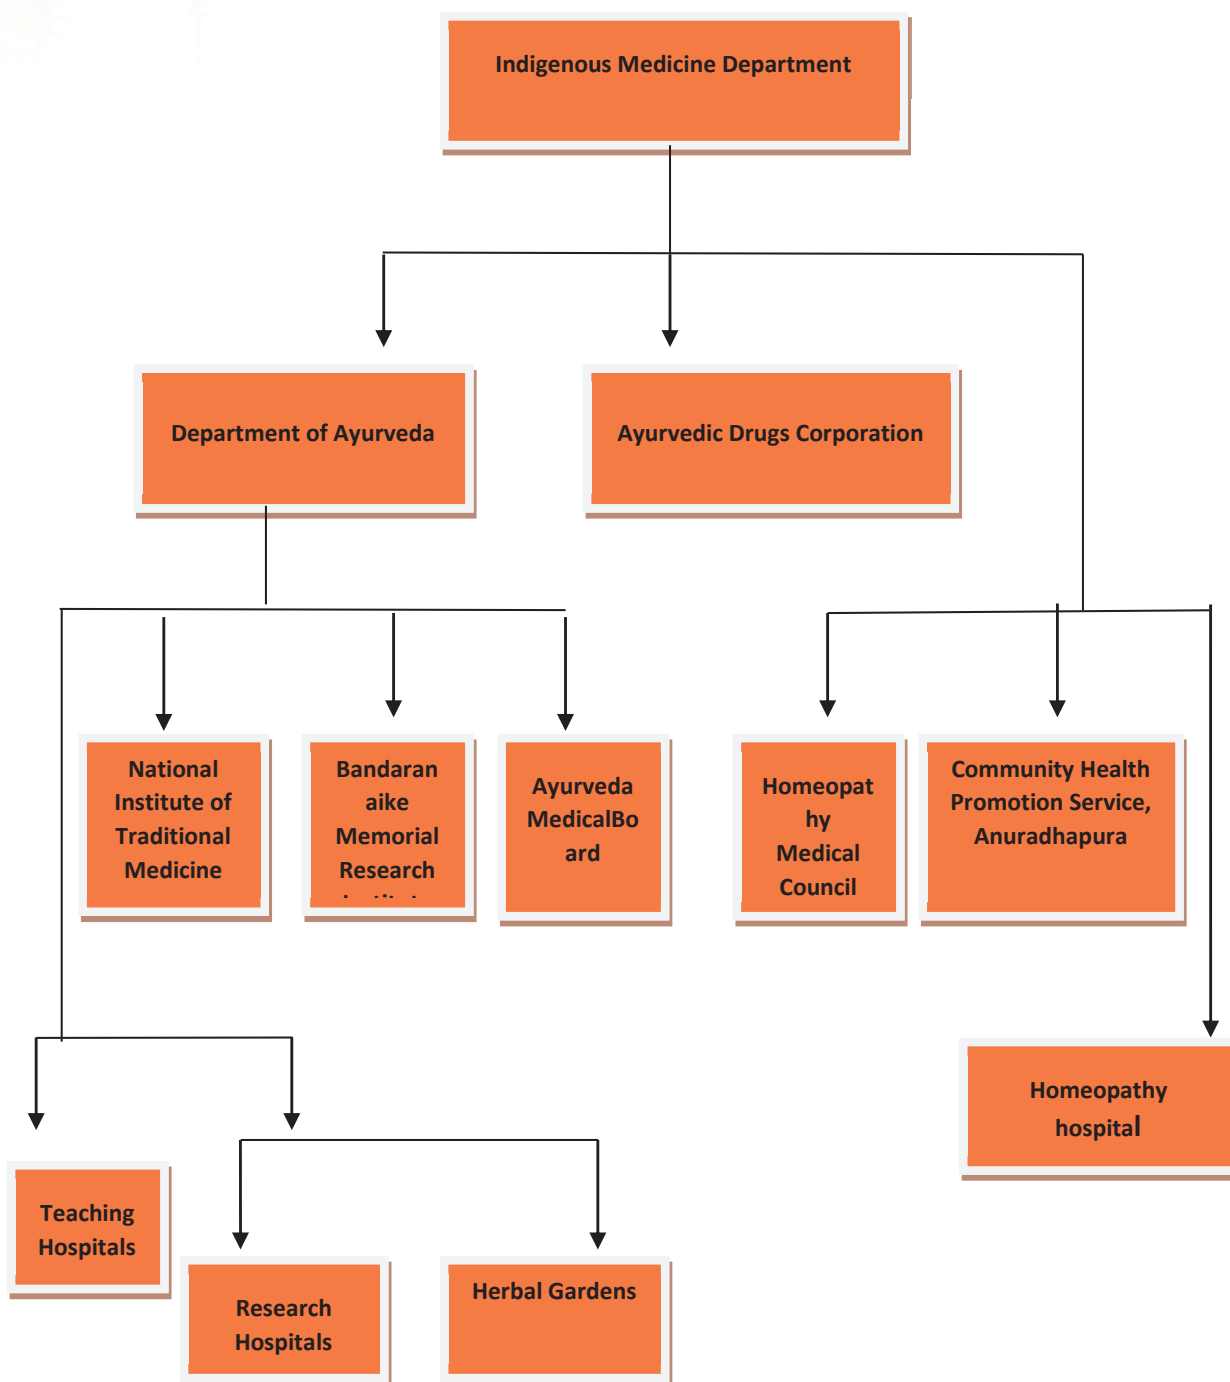 Indigenous Medicine Department
Department of Ayurveda
Ayurvedic Drugs Corporation
National
Institute of
Traditional
Medicine
Bandaran
aike
Memorial
Research
Ayurveda
MedicalBo
ard
Homeopat
hy
Medical
Council
Community Health
Promotion Service,
Anuradhapura
Homeopathy
hospital
Teaching
Hospitals
Research
Hospitals
Herbal Gardens